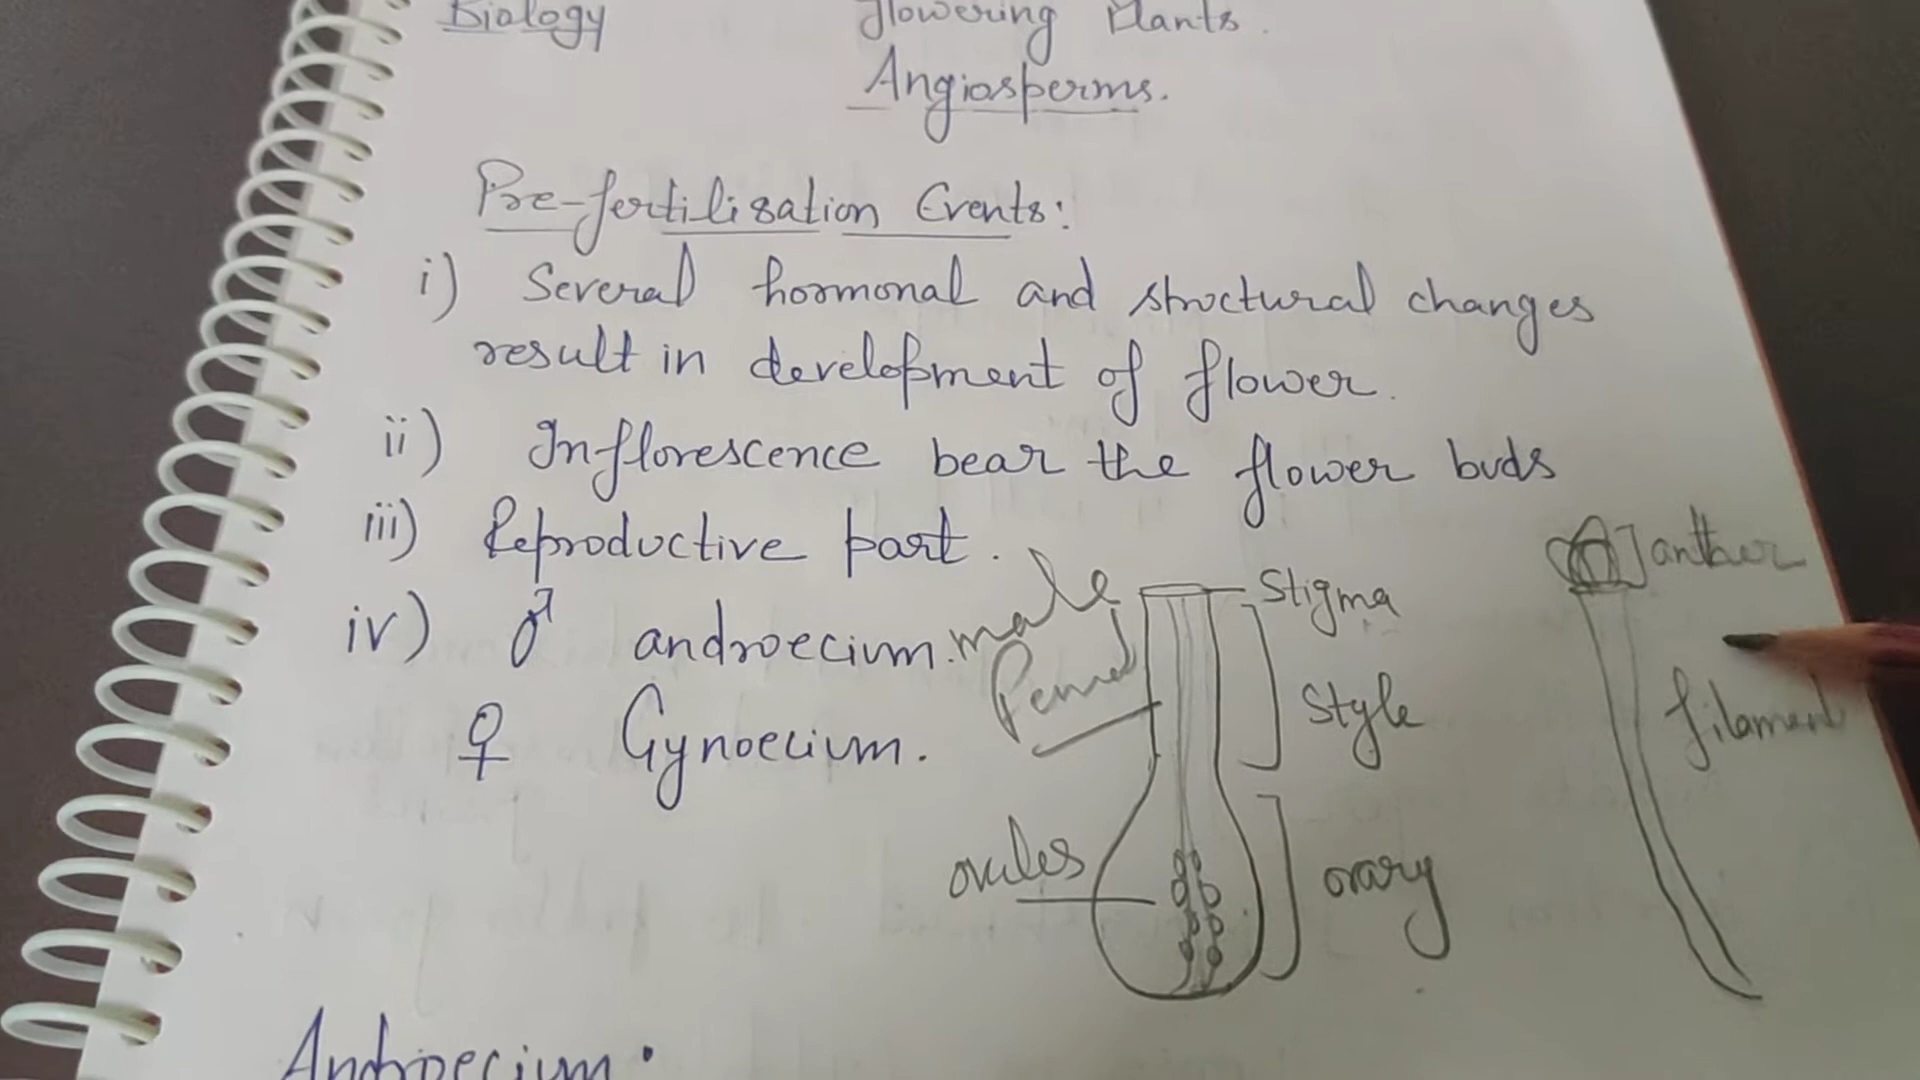 Biology
Flowering Plants.
Angiosperms.
Pre-fertilisation Events:
i) Several hormonal and structural changes
result in development of flower.
ii) Inflorescence bear the flower buds
iii) Reproductive part.
iv) ♂ androecium. male
♀ Gynoecium.
Stigma
Style
ovules
ovary
anther
filament
Androecium: